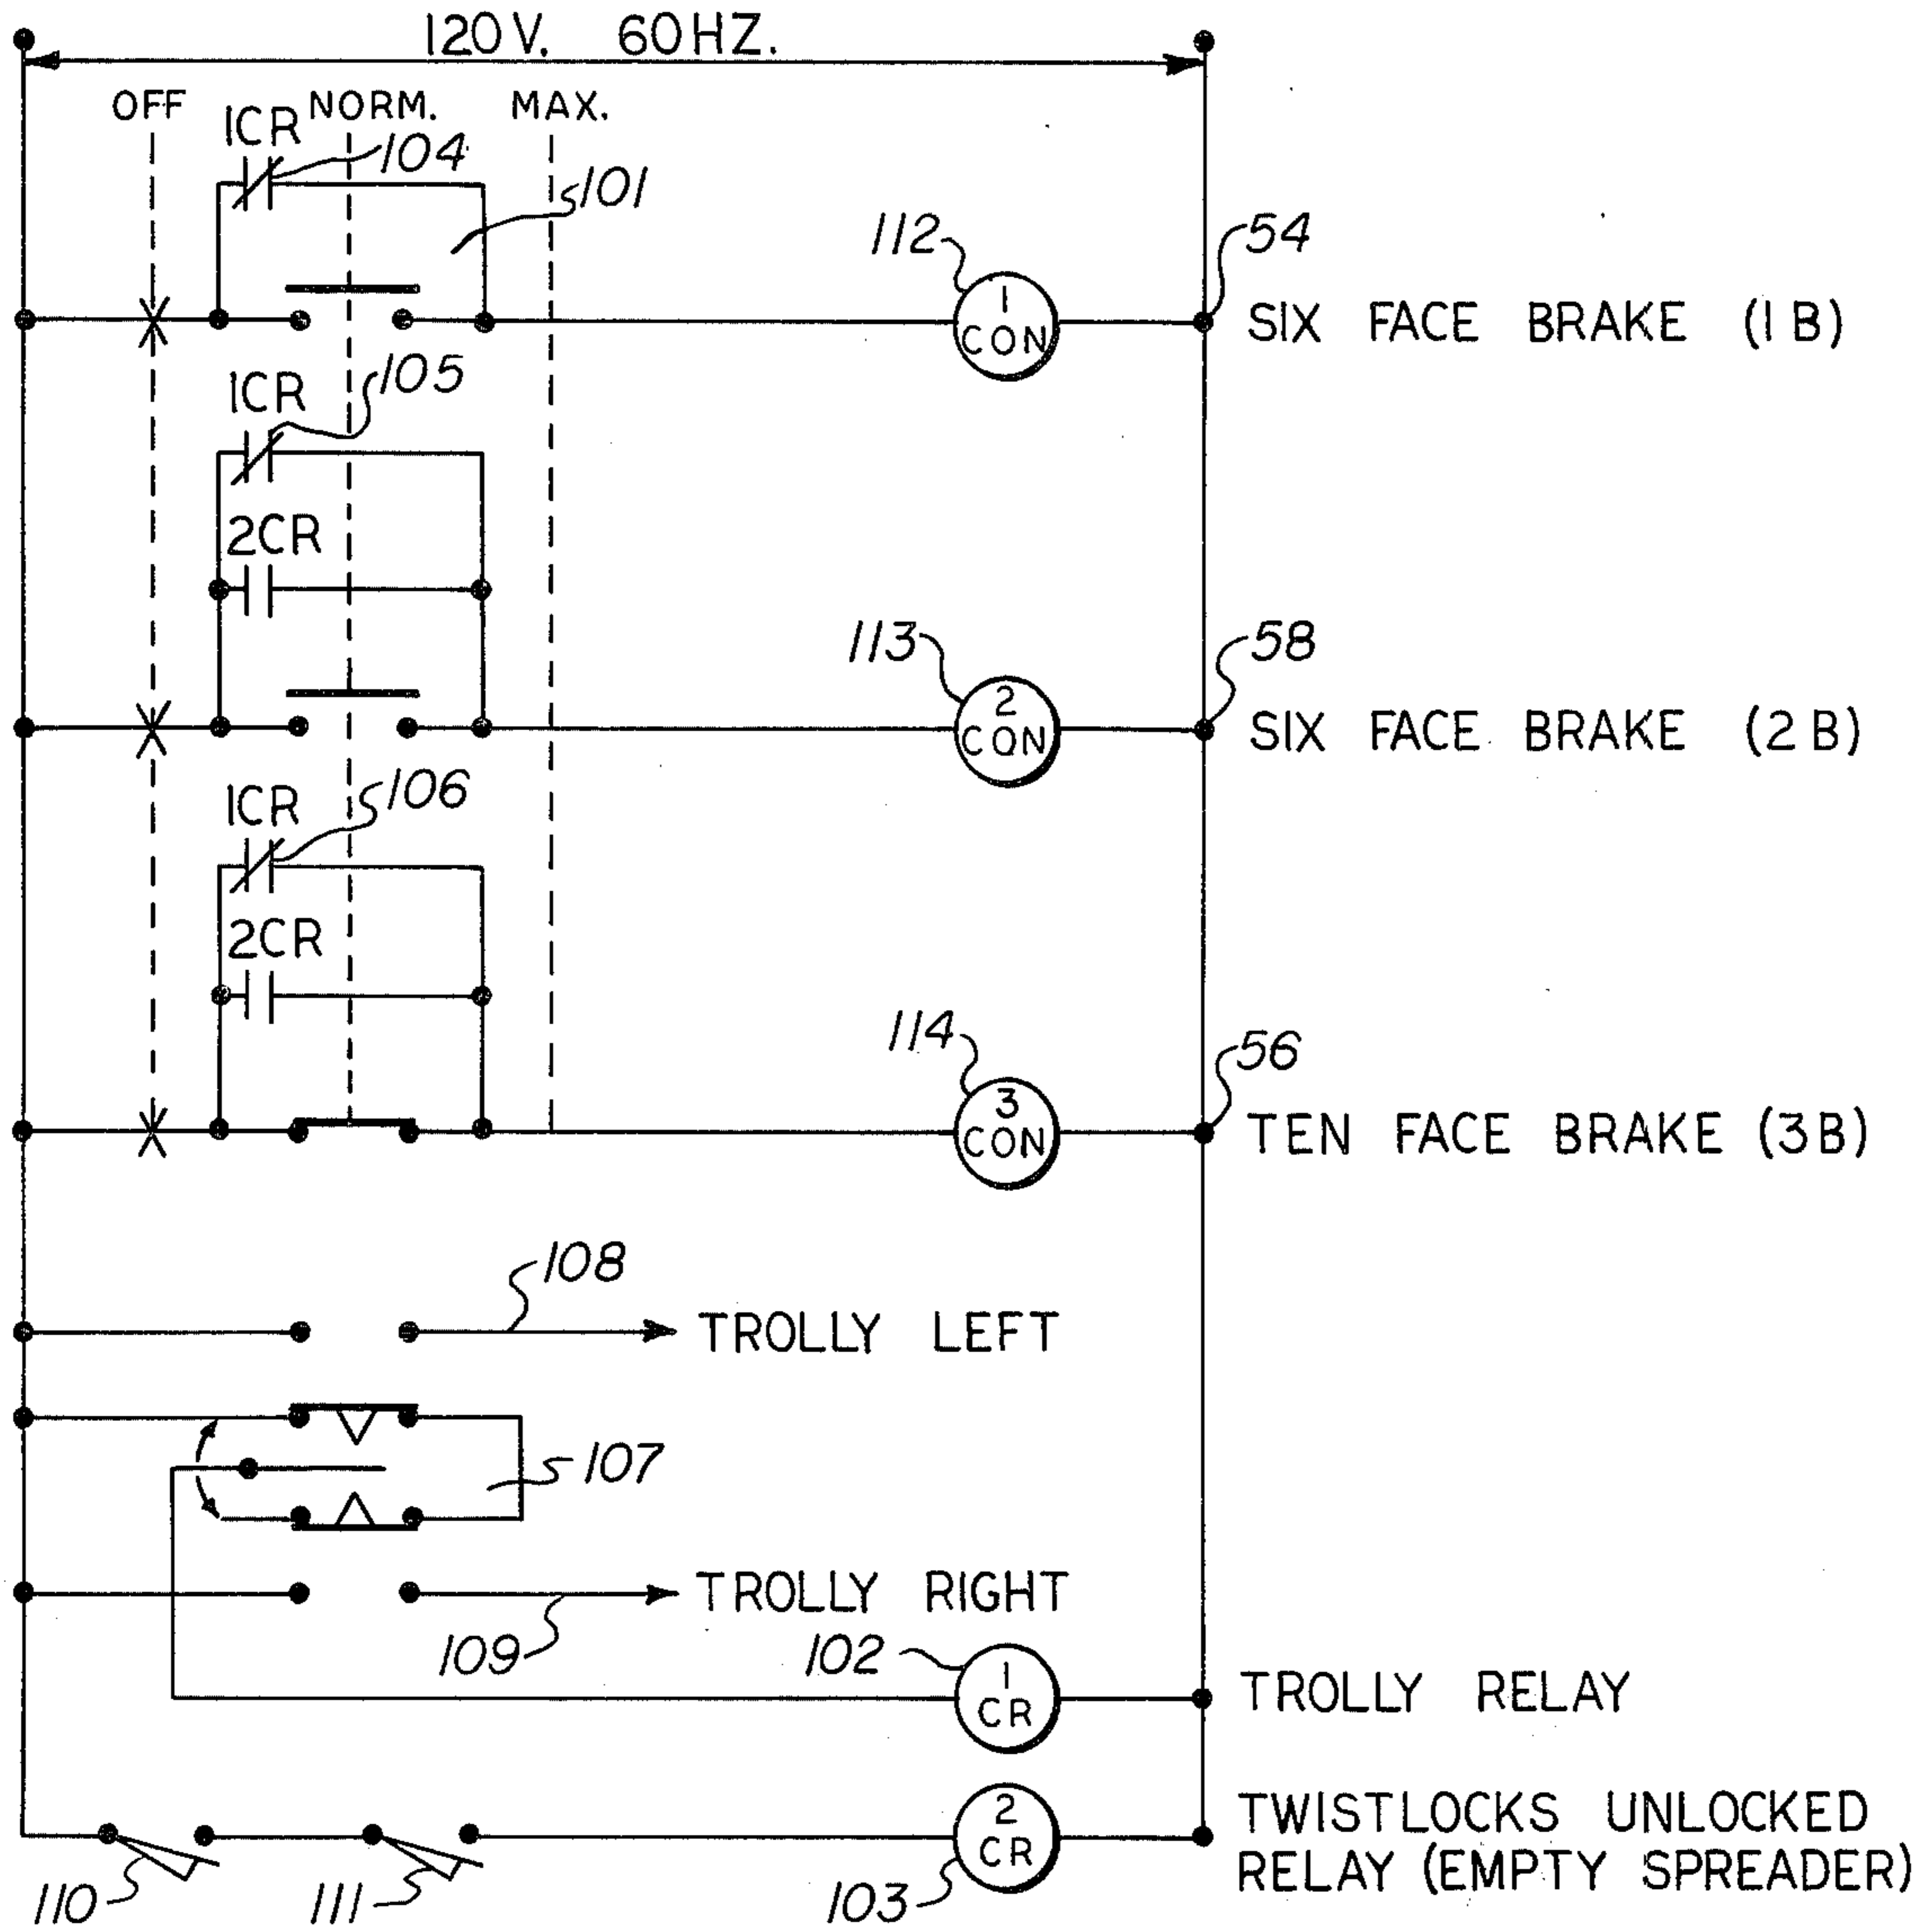 120V. 60HZ.
OFF 1CR NORM. MAX.
104
101
112
54
1
CON
SIX FACE BRAKE (1B)
1CR
105
2CR
113
58
2
CON
SIX FACE BRAKE (2B)
1CR
106
2CR
114
56
3
CON
TEN FACE BRAKE (3B)
108
TROLLY LEFT
107
TROLLY RIGHT
109
102
1
CR
TROLLY RELAY
2
CR
TWISTLOCKS UNLOCKED
RELAY (EMPTY SPREADER)
110
111
103